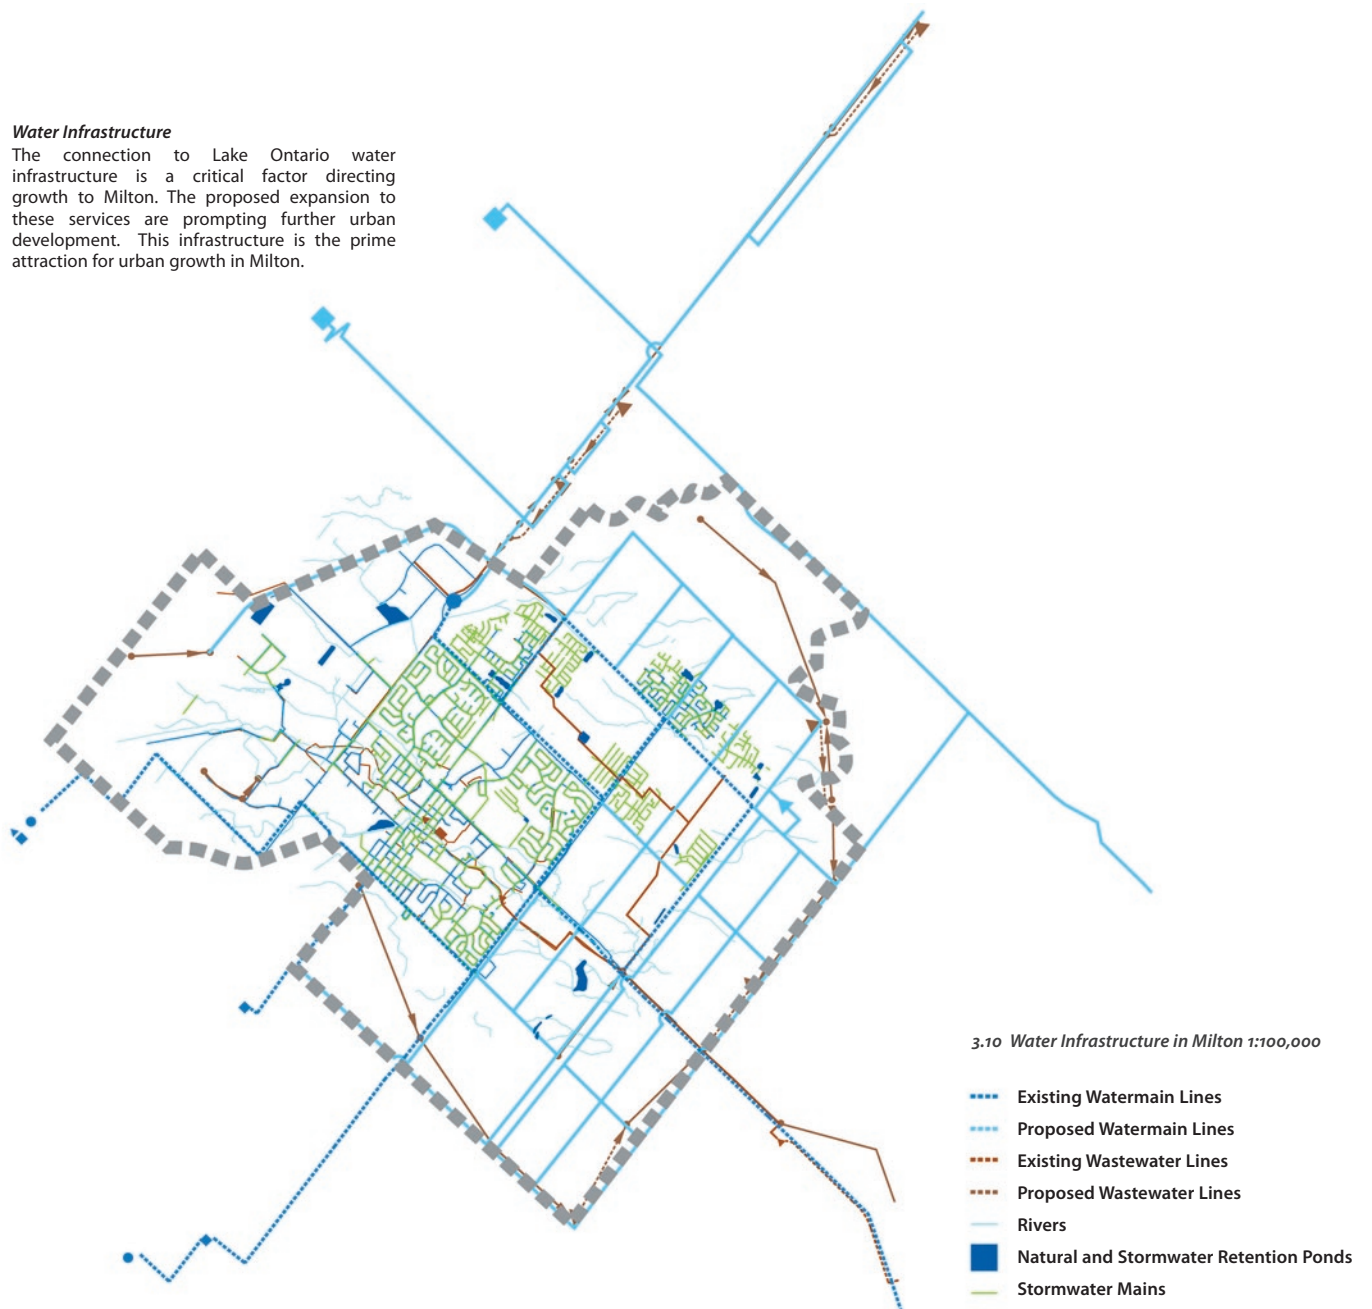 Water Infrastructure
The connection to Lake Ontario water
infrastructure is a critical factor directing
growth to Milton. The proposed expansion to
these services are prompting further urban
development. This infrastructure is the prime
attraction for urban growth in Milton.
3.10 Water Infrastructure in Milton 1:100,000
Existing Watermain Lines
Proposed Watermain Lines
Existing Wastewater Lines
Proposed Wastewater Lines
Rivers
Natural and Stormwater Retention Ponds
Stormwater Mains